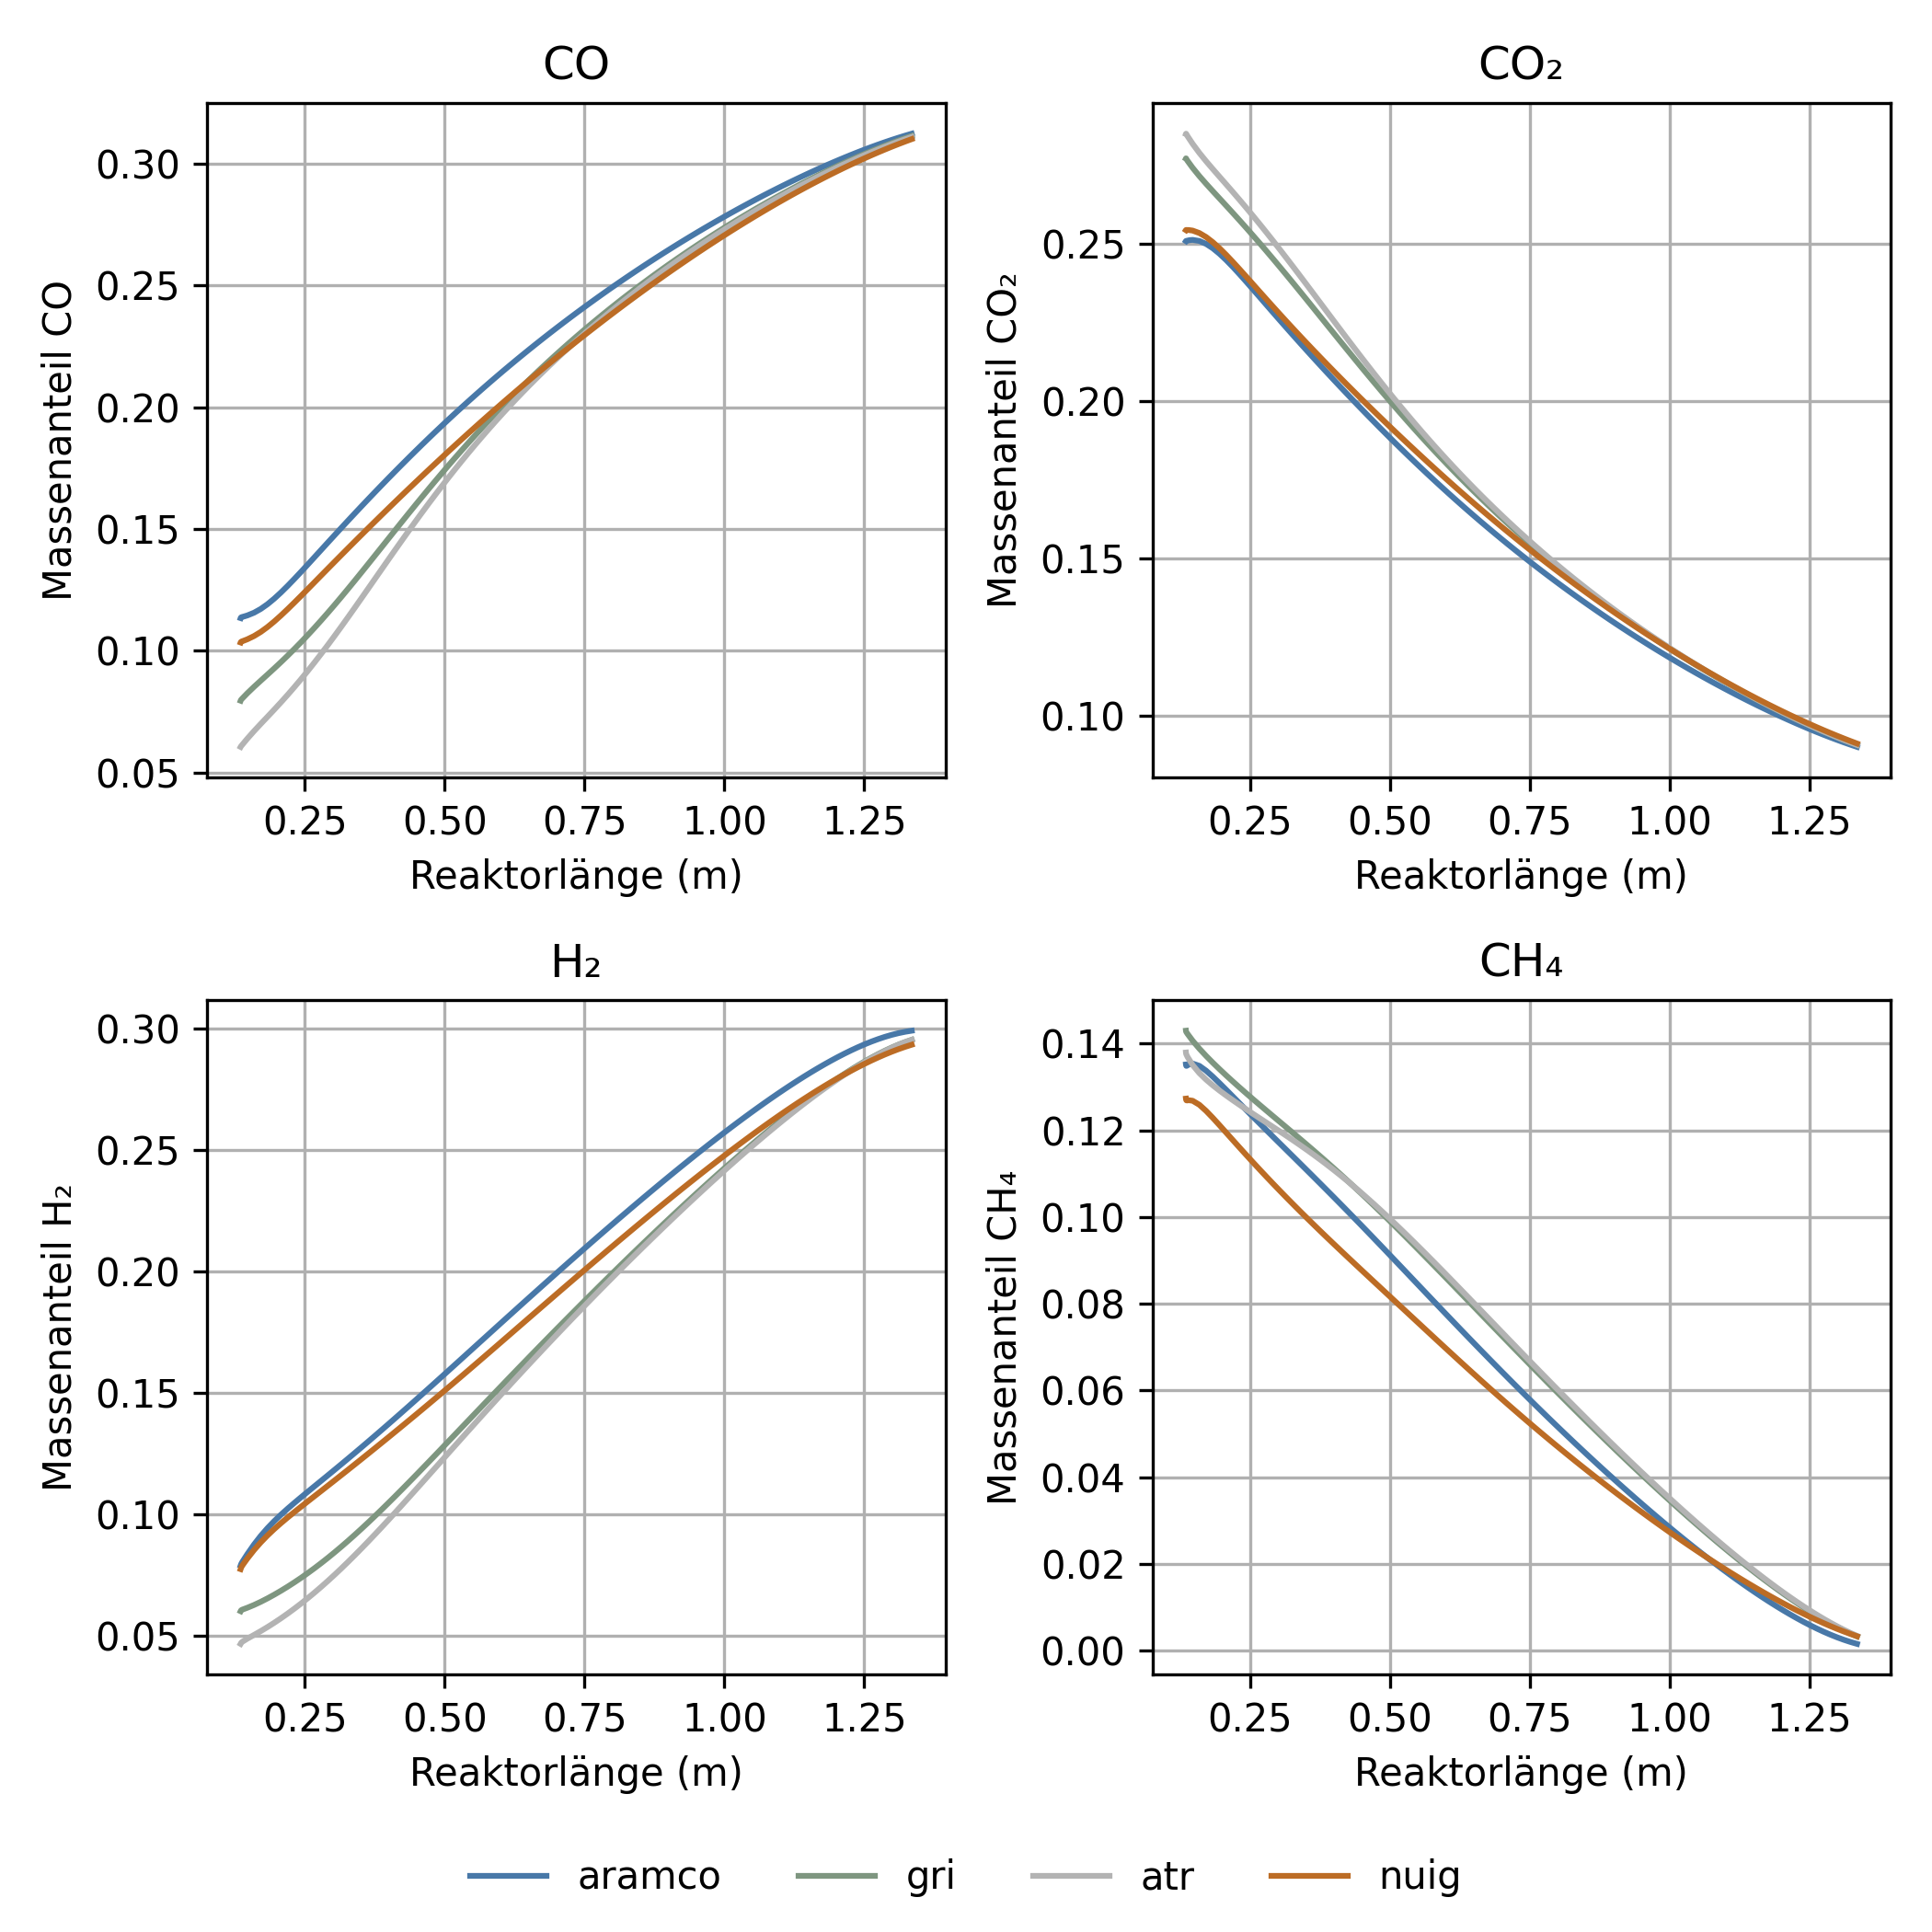 CO
Massenanteil CO
0.30
0.25
0.20
0.15
0.10
0.05
0.25 0.50 0.75 1.00 1.25
Reaktorlänge (m)
CO₂
Massenanteil CO₂
0.25
0.20
0.15
0.10
0.25 0.50 0.75 1.00 1.25
Reaktorlänge (m)
H₂
Massenanteil H₂
0.30
0.25
0.20
0.15
0.10
0.05
0.25 0.50 0.75 1.00 1.25
Reaktorlänge (m)
CH₄
Massenanteil CH₄
0.14
0.12
0.10
0.08
0.06
0.04
0.02
0.00
0.25 0.50 0.75 1.00 1.25
Reaktorlänge (m)
aramco gri atr nuig